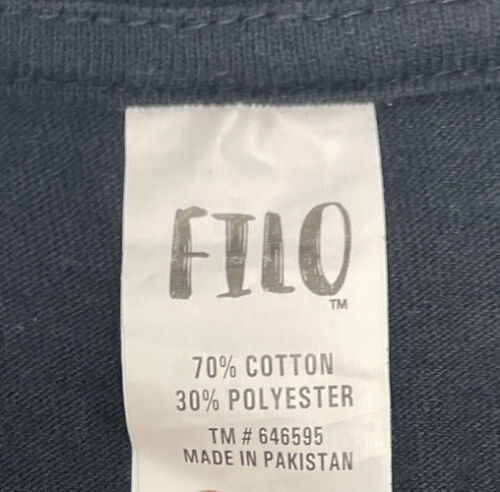 FILO
TM
70% COTTON
30% POLYESTER
TM # 646595
MADE IN PAKISTAN